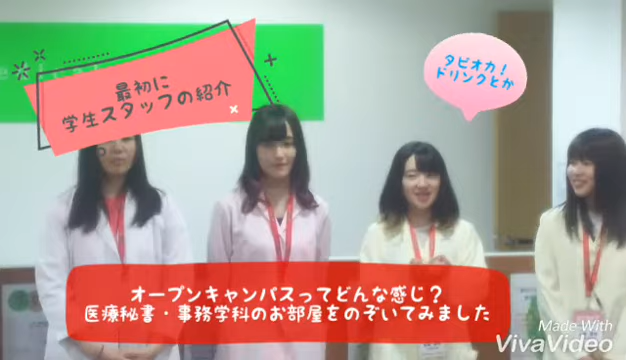 最初に
学生スタッフの紹介
タピオカ！
ドリンクとか
オープンキャンパスってどんな感じ？
医療秘書・事務学科のお部屋をのぞいてみました
Made With
VivaVideo